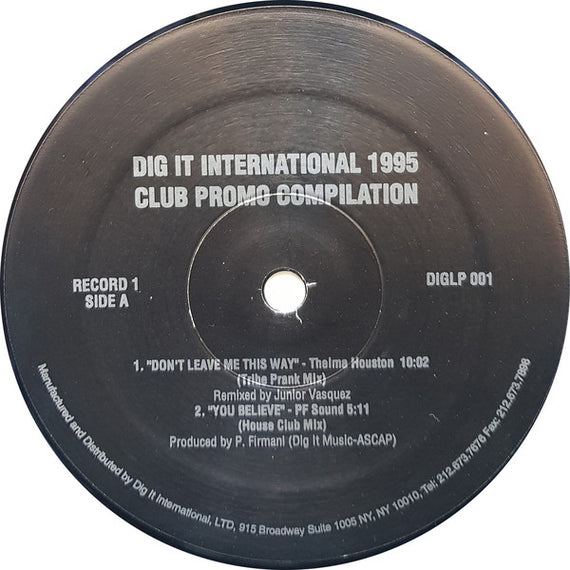 DIG IT INTERNATIONAL 1995
CLUB PROMO COMPILATION
RECORD 1
SIDE A
DIGLP 001
1. "DON'T LEAVE ME THIS WAY" - Thelma Houston 10:02
(Tribe Prank Mix)
Remixed by Junior Vasquez
2. "YOU BELIEVE" - PF Sound 5:11
(House Club Mix)
Produced by P. Firmani (Dig It Music-ASCAP)
Manufactured and Distributed by Dig It International, LTD, 915 Broadway Suite 1005 NY, NY 10010, Tel: 212.673.7676 Fax: 212.673.7898